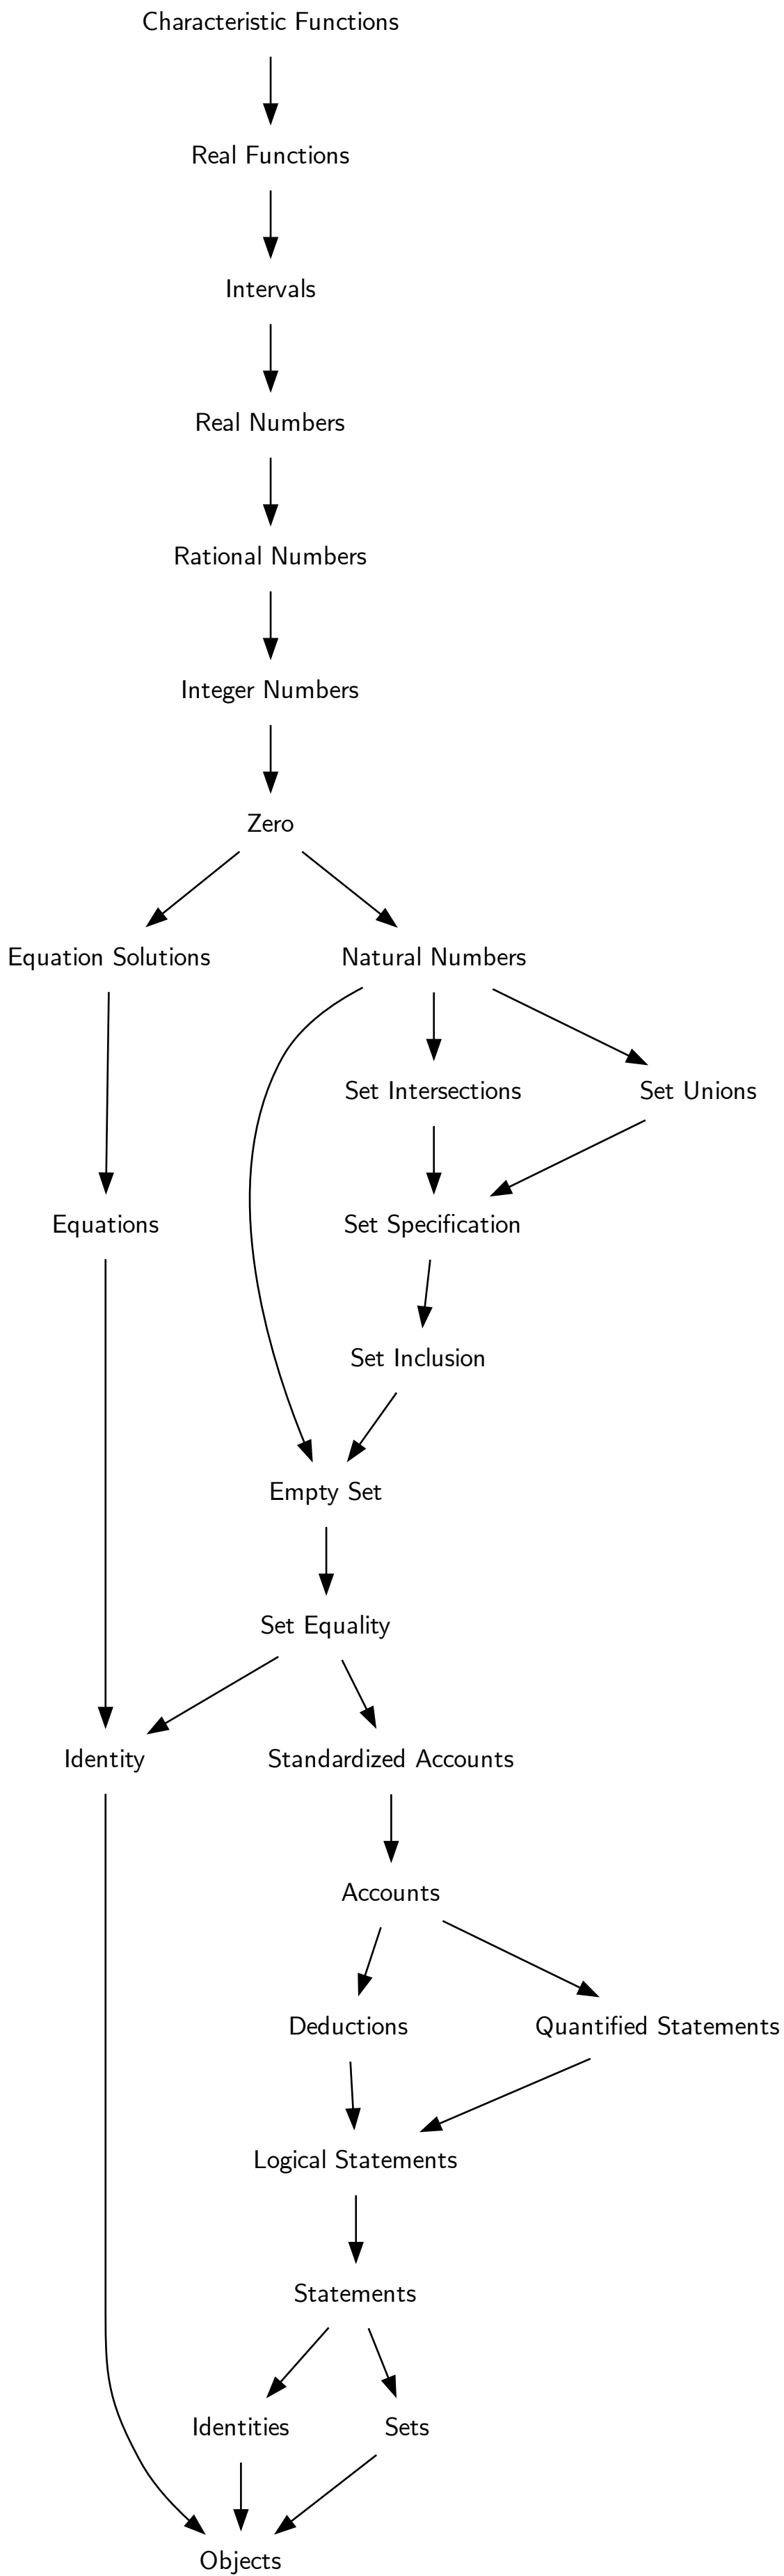 Characteristic Functions
Real Functions
Intervals
Real Numbers
Rational Numbers
Integer Numbers
Zero
Equation Solutions
Natural Numbers
Set Intersections
Set Unions
Equations
Set Specification
Set Inclusion
Empty Set
Set Equality
Identity
Standardized Accounts
Accounts
Deductions
Quantified Statements
Logical Statements
Statements
Identities
Sets
Objects